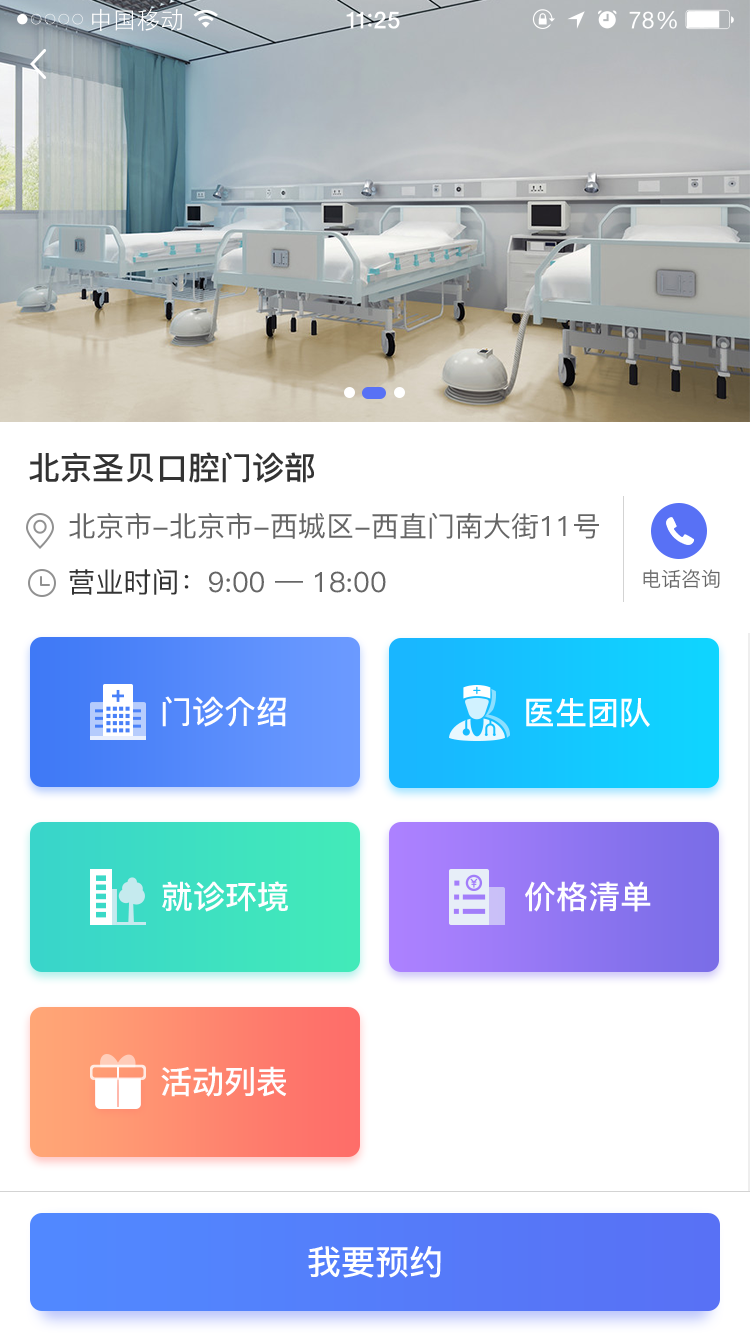 中国移动
11:25
78%
北京圣贝口腔门诊部
北京市–北京市–西城区–西直门南大街11号
营业时间：9:00 — 18:00
电话咨询
门诊介绍
医生团队
就诊环境
价格清单
活动列表
我要预约